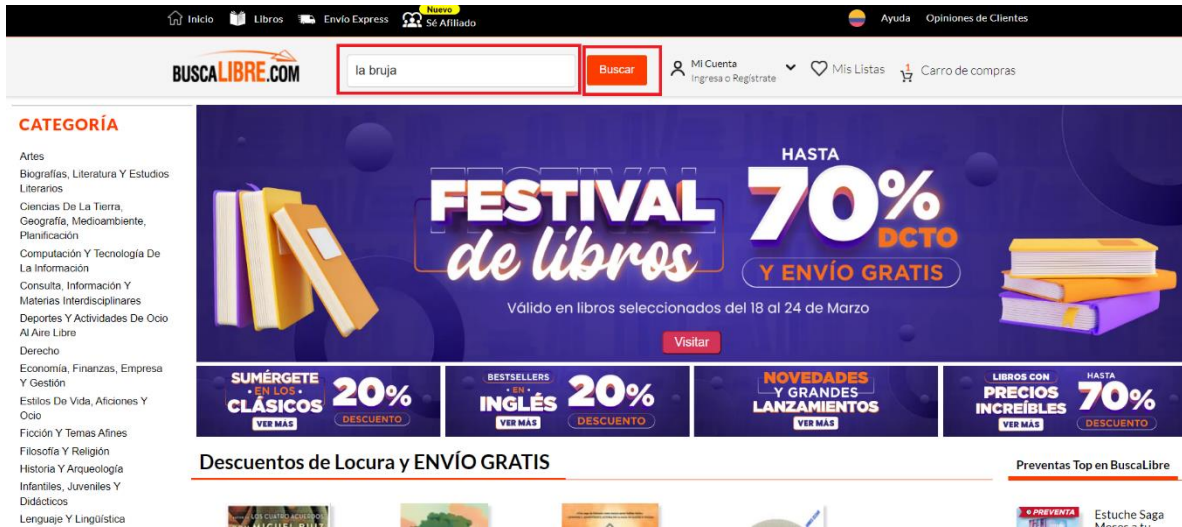 Inicio Libros Envío Express Nuevo Sé Afiliado Ayuda Opiniones de Clientes
BUSCALIBRE.COM la bruja Buscar Mi Cuenta Ingresa o Regístrate Mis Listas 1 Carro de compras
CATEGORÍA
Artes
Biografías, Literatura Y Estudios
Literarios
Ciencias De La Tierra,
Geografía, Medioambiente,
Planificación
Computación Y Tecnología De
La Información
Consulta, Información Y
Materias Interdisciplinares
Deportes Y Actividades De Ocio
Al Aire Libre
Derecho
Economía, Finanzas, Empresa
Y Gestión
Estilos De Vida, Aficiones Y
Ocio
Ficción Y Temas Afines
Filosofía Y Religión
Historia Y Arqueología
Infantiles, Juveniles Y
Didácticos
Lenguaje Y Lingüística
FESTIVAL
de libros
HASTA
70%
DCTO
Y ENVÍO GRATIS
Válido en libros seleccionados del 18 al 24 de Marzo
Visitar
SUMÉRGETE
• EN LOS •
CLÁSICOS
VER MÁS
20%
DESCUENTO
BESTSELLERS
• EN •
INGLÉS
VER MÁS
20%
DESCUENTO
NOVEDADES
Y GRANDES
LANZAMIENTOS
VER MÁS
LIBROS CON
PRECIOS
INCREÍBLES
VER MÁS
HASTA
70%
DESCUENTO
Descuentos de Locura y ENVÍO GRATIS
Preventas Top en BuscaLibre
LOS CUATRO ACUERDOS
MIGUEL RUIZ
PREVENTA
Estuche Saga